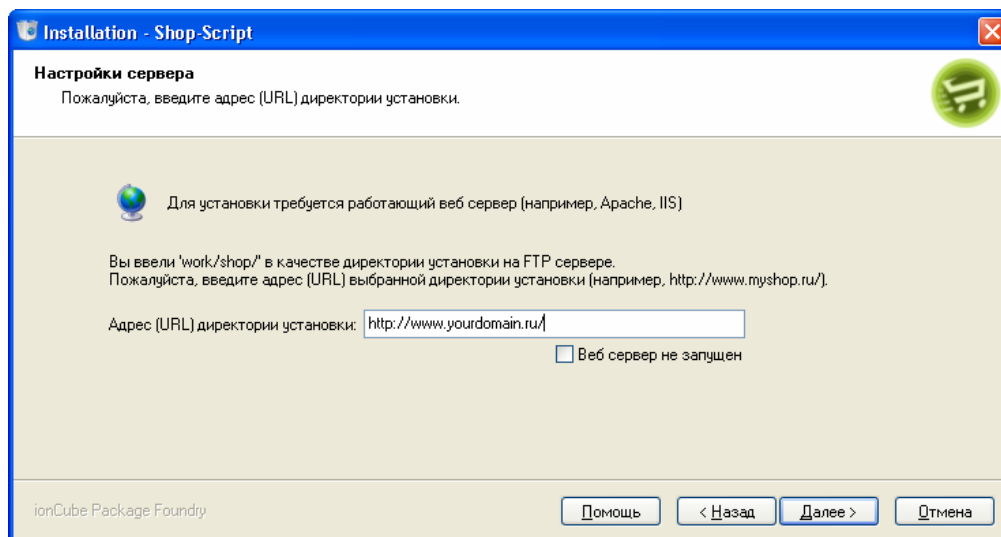 Installation - Shop-Script
Настройки сервера
Пожалуйста, введите адрес (URL) директории установки.
Для установки требуется работающий веб сервер (например, Apache, IIS)
Вы ввели 'work/shop/' в качестве директории установки на FTP сервере.
Пожалуйста, введите адрес (URL) выбранной директории установки (например, http://www.myshop.ru/).
Адрес (URL) директории установки: http://www.yourdomain.ru/
Веб сервер не запущен
ionCube Package Foundry
Помощь < Назад Далее > Отмена